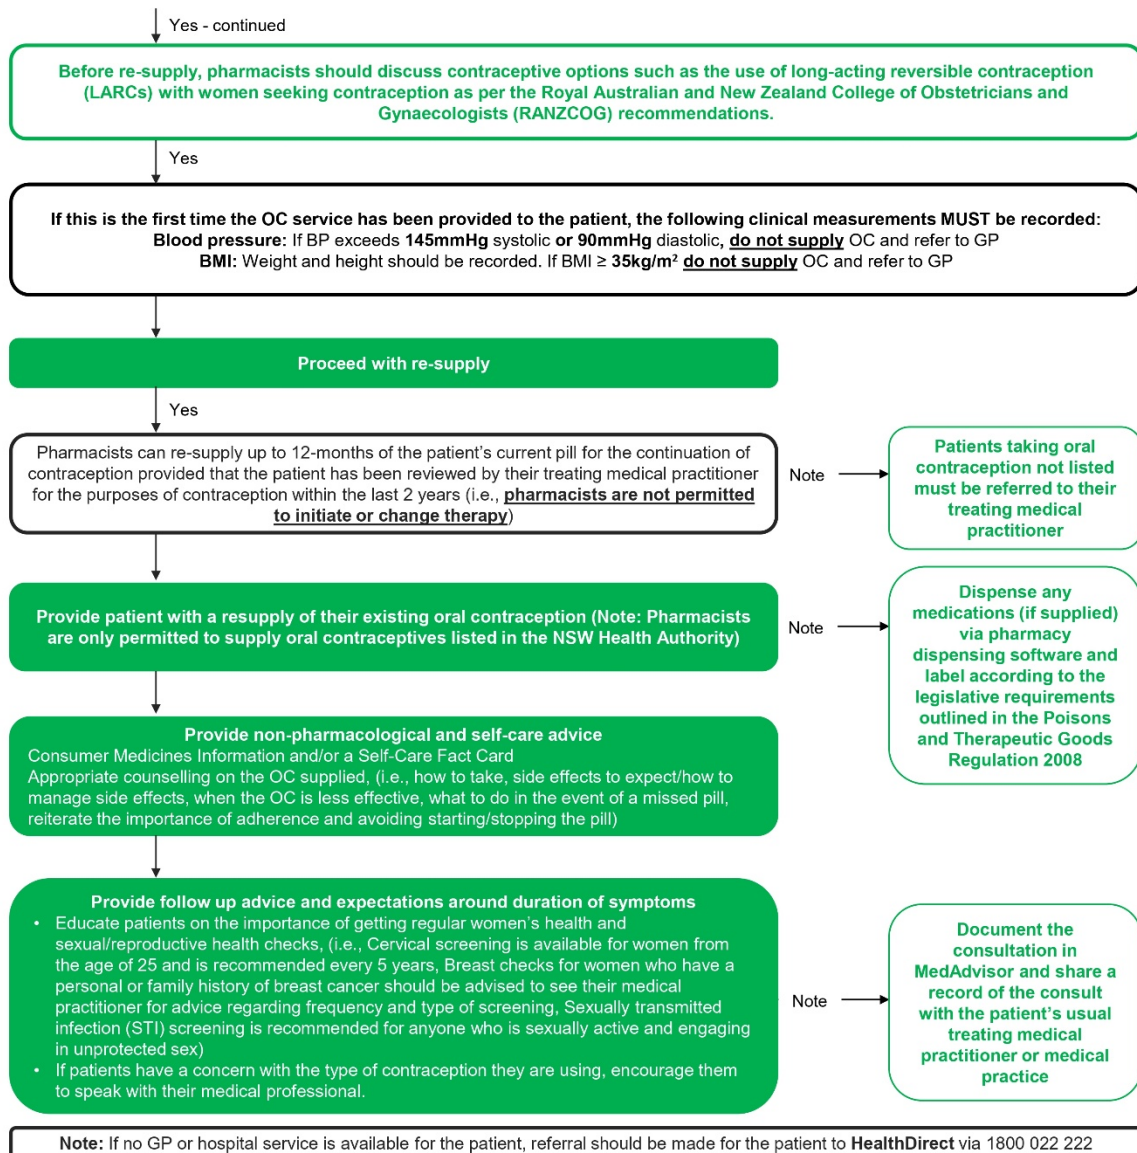 Yes - continued
Before re-supply, pharmacists should discuss contraceptive options such as the use of long-acting reversible contraception
(LARCs) with women seeking contraception as per the Royal Australian and New Zealand College of Obstetricians and
Gynaecologists (RANZCOG) recommendations.
Yes
If this is the first time the OC service has been provided to the patient, the following clinical measurements MUST be recorded:
Blood pressure: If BP exceeds 145mmHg systolic or 90mmHg diastolic, do not supply OC and refer to GP
BMI: Weight and height should be recorded. If BMI ≥ 35kg/m² do not supply OC and refer to GP
Proceed with re-supply
Yes
Pharmacists can re-supply up to 12-months of the patient's current pill for the continuation of
contraception provided that the patient has been reviewed by their treating medical practitioner
for the purposes of contraception within the last 2 years (i.e., pharmacists are not permitted
to initiate or change therapy)
Note
Patients taking oral
contraception not listed
must be referred to their
treating medical
practitioner
Provide patient with a resupply of their existing oral contraception (Note: Pharmacists
are only permitted to supply oral contraceptives listed in the NSW Health Authority)
Note
Dispense any
medications (if supplied)
via pharmacy
dispensing software and
label according to the
legislative requirements
outlined in the Poisons
and Therapeutic Goods
Regulation 2008
Provide non-pharmacological and self-care advice
Consumer Medicines Information and/or a Self-Care Fact Card
Appropriate counselling on the OC supplied, (i.e., how to take, side effects to expect/how to
manage side effects, when the OC is less effective, what to do in the event of a missed pill,
reiterate the importance of adherence and avoiding starting/stopping the pill)
Provide follow up advice and expectations around duration of symptoms
• Educate patients on the importance of getting regular women's health and
sexual/reproductive health checks, (i.e., Cervical screening is available for women from
the age of 25 and is recommended every 5 years, Breast checks for women who have a
personal or family history of breast cancer should be advised to see their medical
practitioner for advice regarding frequency and type of screening, Sexually transmitted
infection (STI) screening is recommended for anyone who is sexually active and engaging
in unprotected sex)
• If patients have a concern with the type of contraception they are using, encourage them
to speak with their medical professional.
Note
Document the
consultation in
MedAdvisor and share a
record of the consult
with the patient's usual
treating medical
practitioner or medical
practice
Note: If no GP or hospital service is available for the patient, referral should be made for the patient to HealthDirect via 1800 022 222